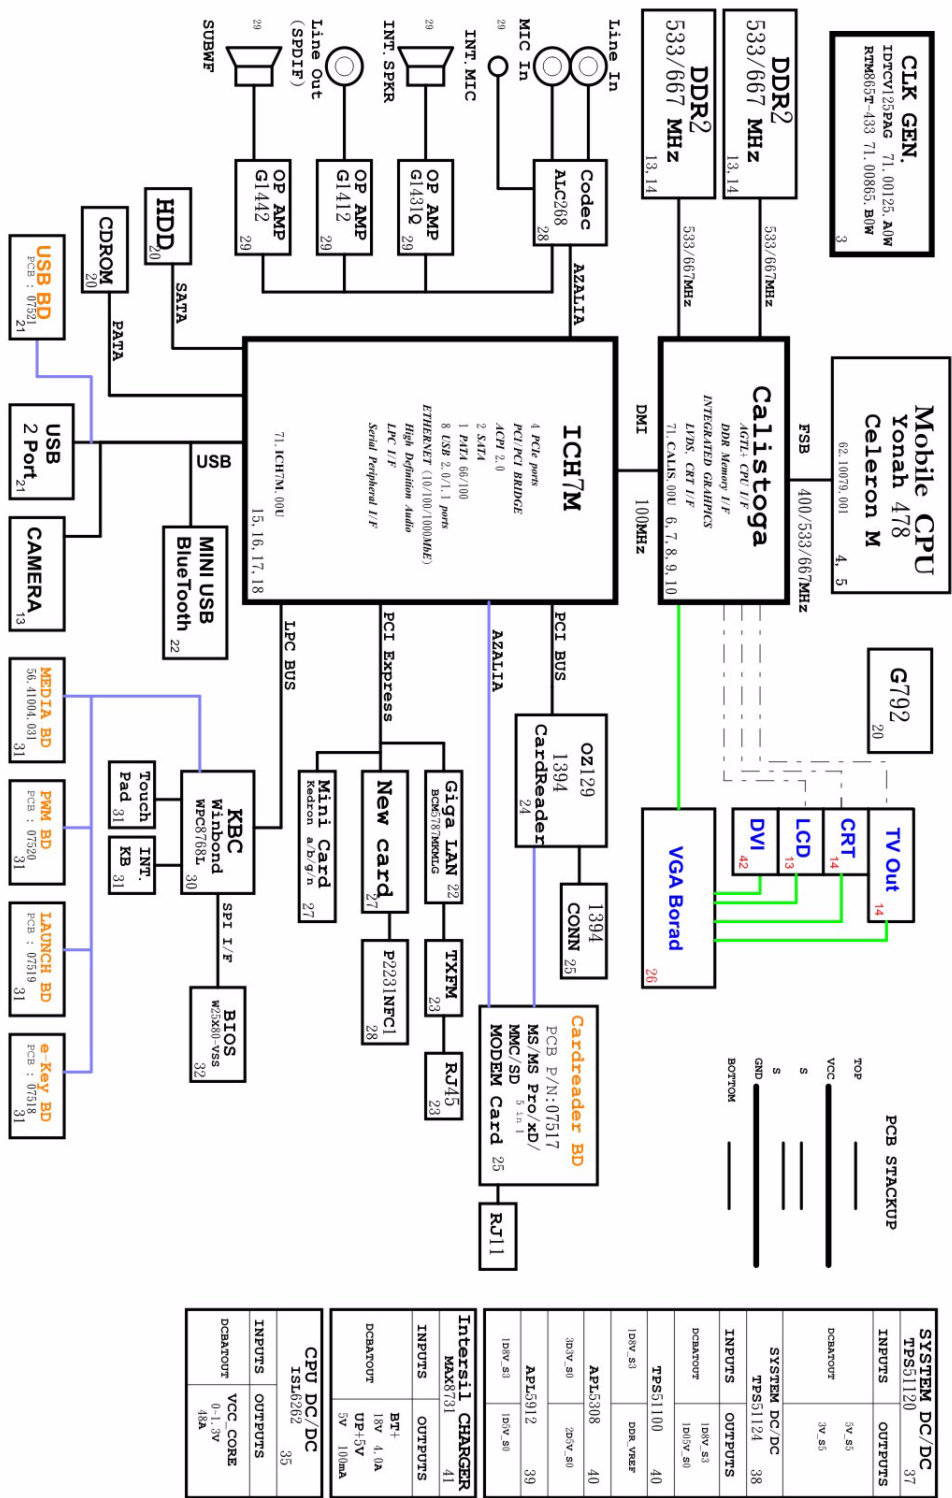 CLK GEN.
IDTCV125PAG 71.00125.A0W
RTM865T-433 71.00865.B0W
3
Mobile CPU
Yonah 478
Celeron M
62.10079.001
4, 5
G792
20
DDR2
533/667 MHz
13,14
533/667MHz
DDR2
533/667 MHz
13,14
533/667MHz
FSB
400/533/667MHz
Calistoga
AGTL+ CPU I/F
DDR Memory I/F
INTEGRATED GRAHPICS
LVDS, CRT I/F
71.CALIS.00U 6,7,8,9,10
TV Out
14
CRT
14
LCD
13
DVI
42
VGA Borad
26
PCB STACKUP
TOP
VCC
S
S
GND
BOTTOM
DMI
100MHz
Line In
MIC In
29
INT.MIC
29
Codec
ALC268
28
AZALIA
INT.SPKR
Line Out
(SPDIF)
29
SUBWF
OP AMP
G1431Q
29
OP AMP
G1412
29
OP AMP
G1442
29
ICH7M
4 PCIe ports
PCI/PCI BRIDGE
ACPI 2.0
2 SATA
1 PATA 66/100
8 USB 2.0/1.1 ports
ETHERNET (10/100/1000MbE)
High Definition Audio
LPC I/F
Serial Peripheral I/F
71.ICH7M.00U
15,16,17,18
PCI BUS
OZ129
1394
CardReader
24
1394
CONN
25
AZALIA
Cardreader BD
PCB P/N:07517
MS/MS Pro/xD/
MMC/SD
5 in 1
MODEM Card
25
RJ11
PCI Express
Giga LAN
BCM5787MKMLG
22
TXFM
23
RJ45
23
New card
27
P2231NFC1
28
Mini Card
Kedron a/b/g/n
27
LPC BUS
KBC
Winbond
WPC8768L
30
SPI I/F
BIOS
W25X80-VSS
32
Touch
Pad 31
INT.
KB 31
HDD
20
SATA
CDROM
20
PATA
USB
USB BD
PCB : 07521
21
USB
2 Port
21
CAMERA
13
MINI USB
BlueTooth
22
MEDIA BD
56.41004.031
31
PWM BD
PCB : 07520
31
LAUNCH BD
PCB : 07519
31
e-Key BD
PCB : 07518
31
SYSTEM DC/DC
TPS51120
37
INPUTS OUTPUTS
DCBATOUT
5V_S5
3V_S5
SYSTEM DC/DC
TPS51124
38
INPUTS OUTPUTS
DCBATOUT
1D8V_S3
1D05V_S0
TPS51100
40
1D8V_S3
DDR_VREF
APL5308
40
3D3V_S0
2D5V_S0
APL5912
39
1D8V_S3
1D5V_S0
Intersil CHARGER
MAX8731
41
INPUTS OUTPUTS
DCBATOUT
BT+
18V 4.0A
UP+5V
5V 100mA
CPU DC/DC
ISL6262
35
INPUTS OUTPUTS
DCBATOUT
VCC_CORE
0-1.3V
48A